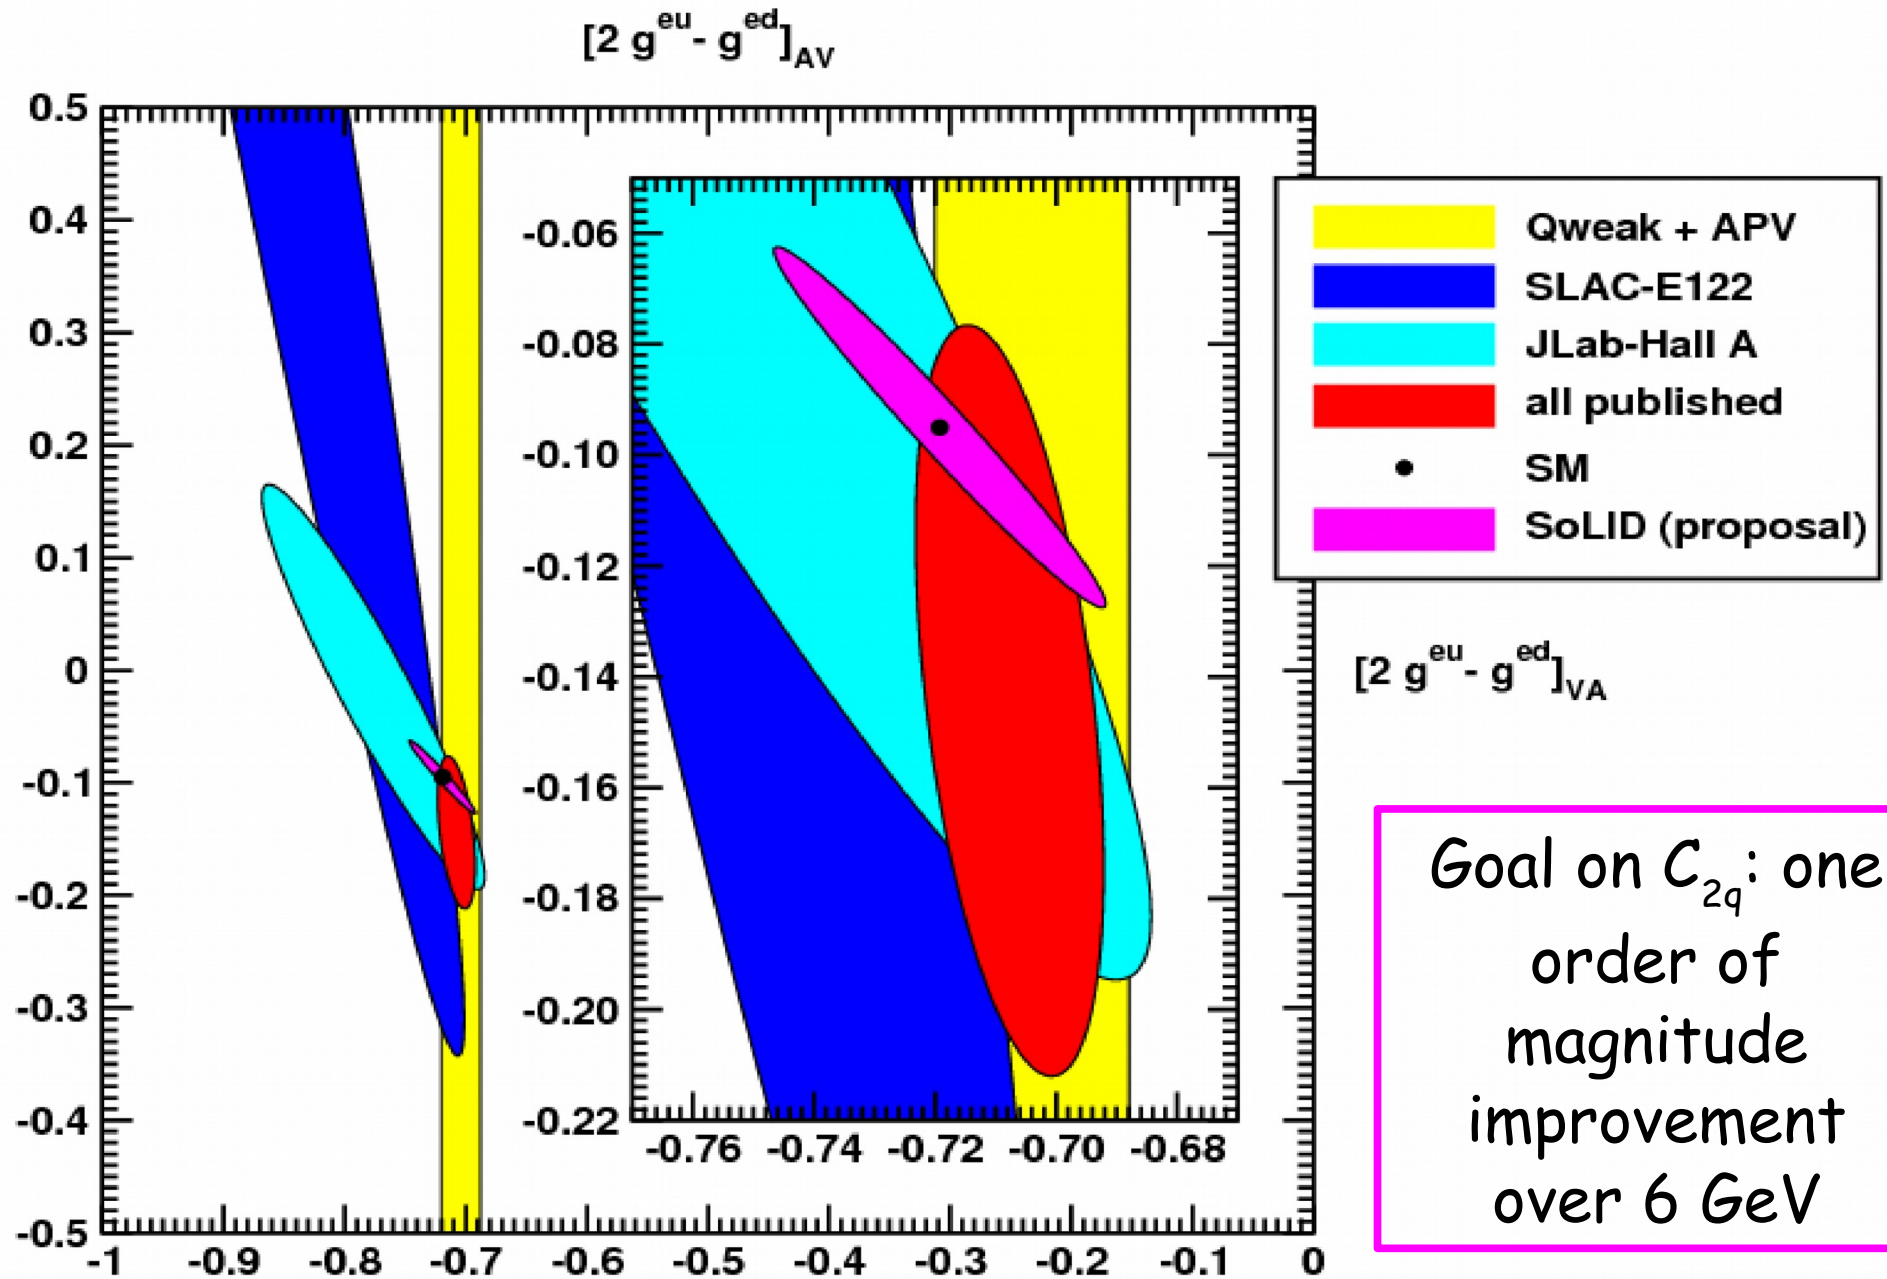 [2 g^eu - g^ed]_AV
0.5
0.4
0.3
0.2
0.1
0
-0.1
-0.2
-0.3
-0.4
-0.5
-1 -0.9 -0.8 -0.7 -0.6 -0.5 -0.4 -0.3 -0.2 -0.1 0
-0.06
-0.08
-0.10
-0.12
-0.14
-0.16
-0.18
-0.20
-0.22
-0.76 -0.74 -0.72 -0.70 -0.68
Qweak + APV
SLAC-E122
JLab-Hall A
all published
SM
SoLID (proposal)
[2 g^eu - g^ed]_VA
Goal on C_2q: one
order of
magnitude
improvement
over 6 GeV